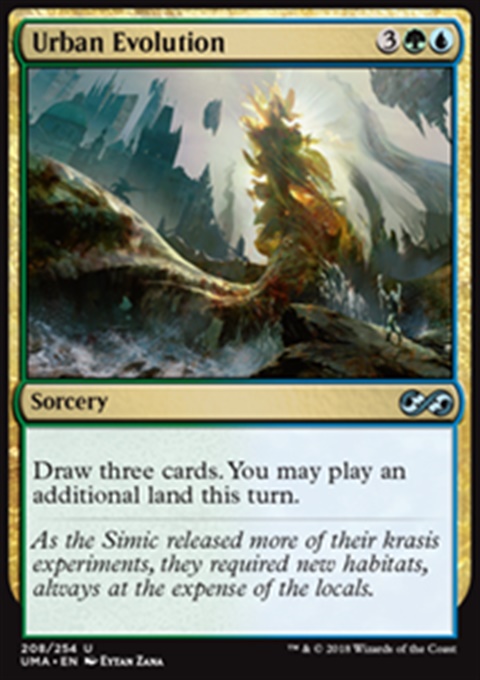 Urban Evolution 3
Sorcery
Draw three cards. You may play an
additional land this turn.
As the Simic released more of their krasis
experiments, they required new habitats,
always at the expense of the locals.
208/254 U
UMA • EN Eytan Zana
™ & © 2018 Wizards of the Coast